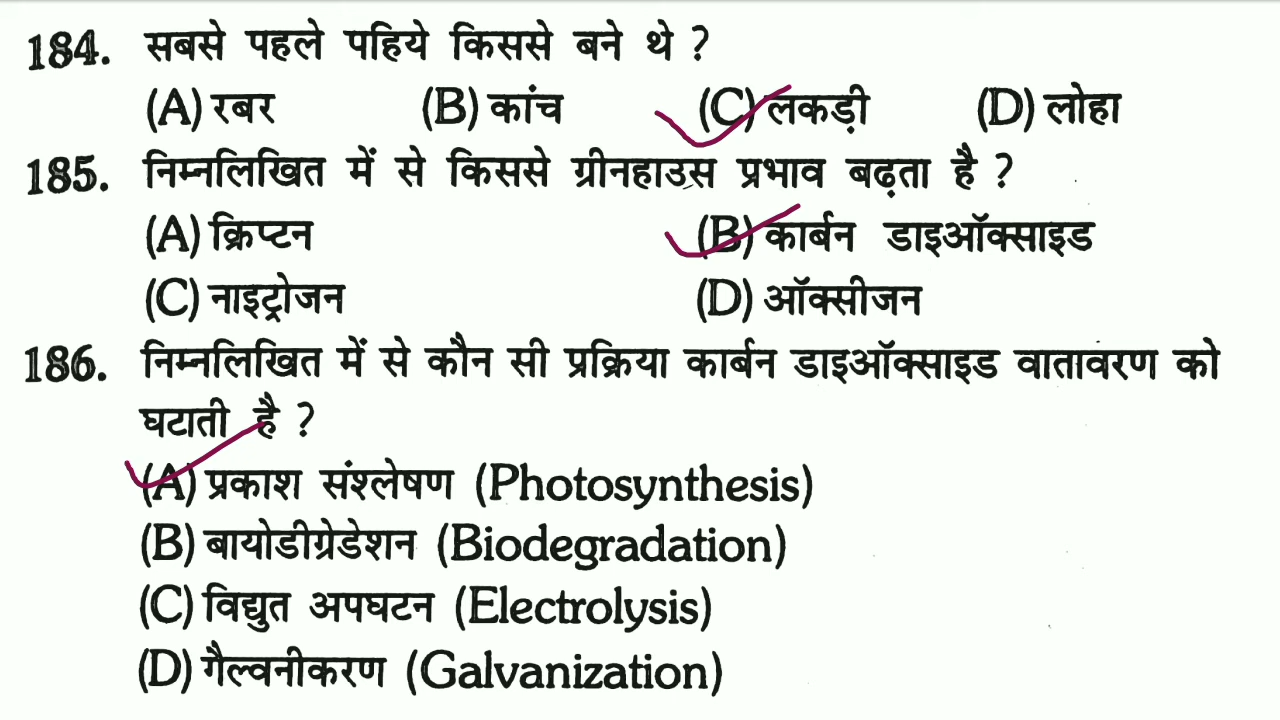 184. सबसे पहले पहिये किससे बने थे ?
(A) रबर (B) कांच (C) लकड़ी (D) लोहा
185. निम्नलिखित में से किससे ग्रीनहाउस प्रभाव बढ़ता है ?
(A) क्रिप्टन (B) कार्बन डाइऑक्साइड
(C) नाइट्रोजन (D) ऑक्सीजन
186. निम्नलिखित में से कौन सी प्रक्रिया कार्बन डाइऑक्साइड वातावरण को
घटाती है ?
(A) प्रकाश संश्लेषण (Photosynthesis)
(B) बायोडीग्रेडेशन (Biodegradation)
(C) विद्युत अपघटन (Electrolysis)
(D) गैल्वनीकरण (Galvanization)